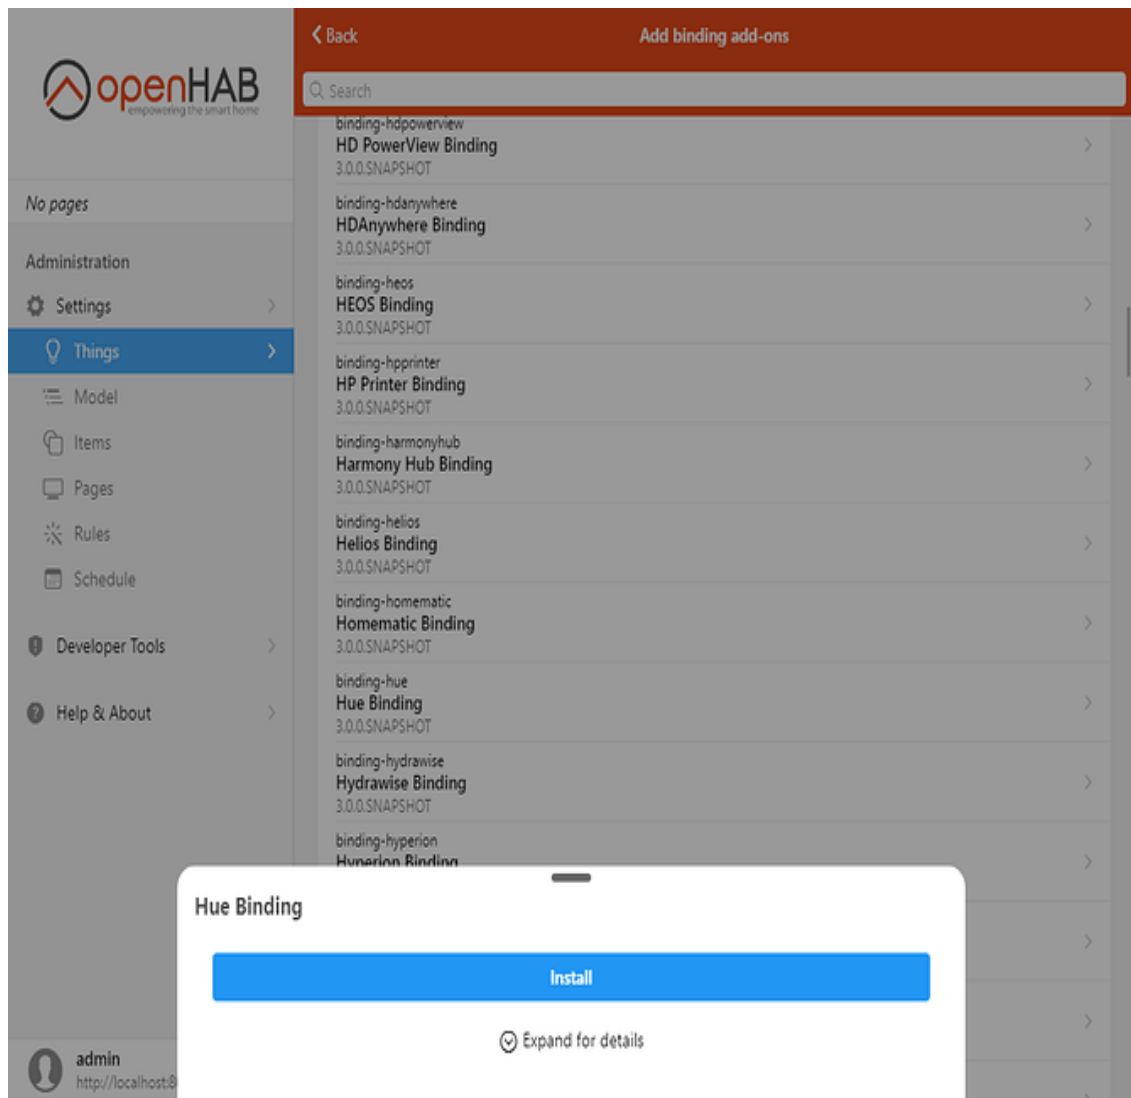 openHAB
empowering the smart home
No pages
Administration
Settings
Things
Model
Items
Pages
Rules
Schedule
Developer Tools
Help & About
admin
http://localhost:8
Back
Add binding add-ons
Search
binding-hdpowerview
HD PowerView Binding
3.0.0.SNAPSHOT
binding-hdanywhere
HDAnywhere Binding
3.0.0.SNAPSHOT
binding-heos
HEOS Binding
3.0.0.SNAPSHOT
binding-hpprinter
HP Printer Binding
3.0.0.SNAPSHOT
binding-harmonyhub
Harmony Hub Binding
3.0.0.SNAPSHOT
binding-helios
Helios Binding
3.0.0.SNAPSHOT
binding-homematic
Homematic Binding
3.0.0.SNAPSHOT
binding-hue
Hue Binding
3.0.0.SNAPSHOT
binding-hydrawise
Hydrawise Binding
3.0.0.SNAPSHOT
binding-hyperion
Hyperion Binding
Hue Binding
Install
Expand for details